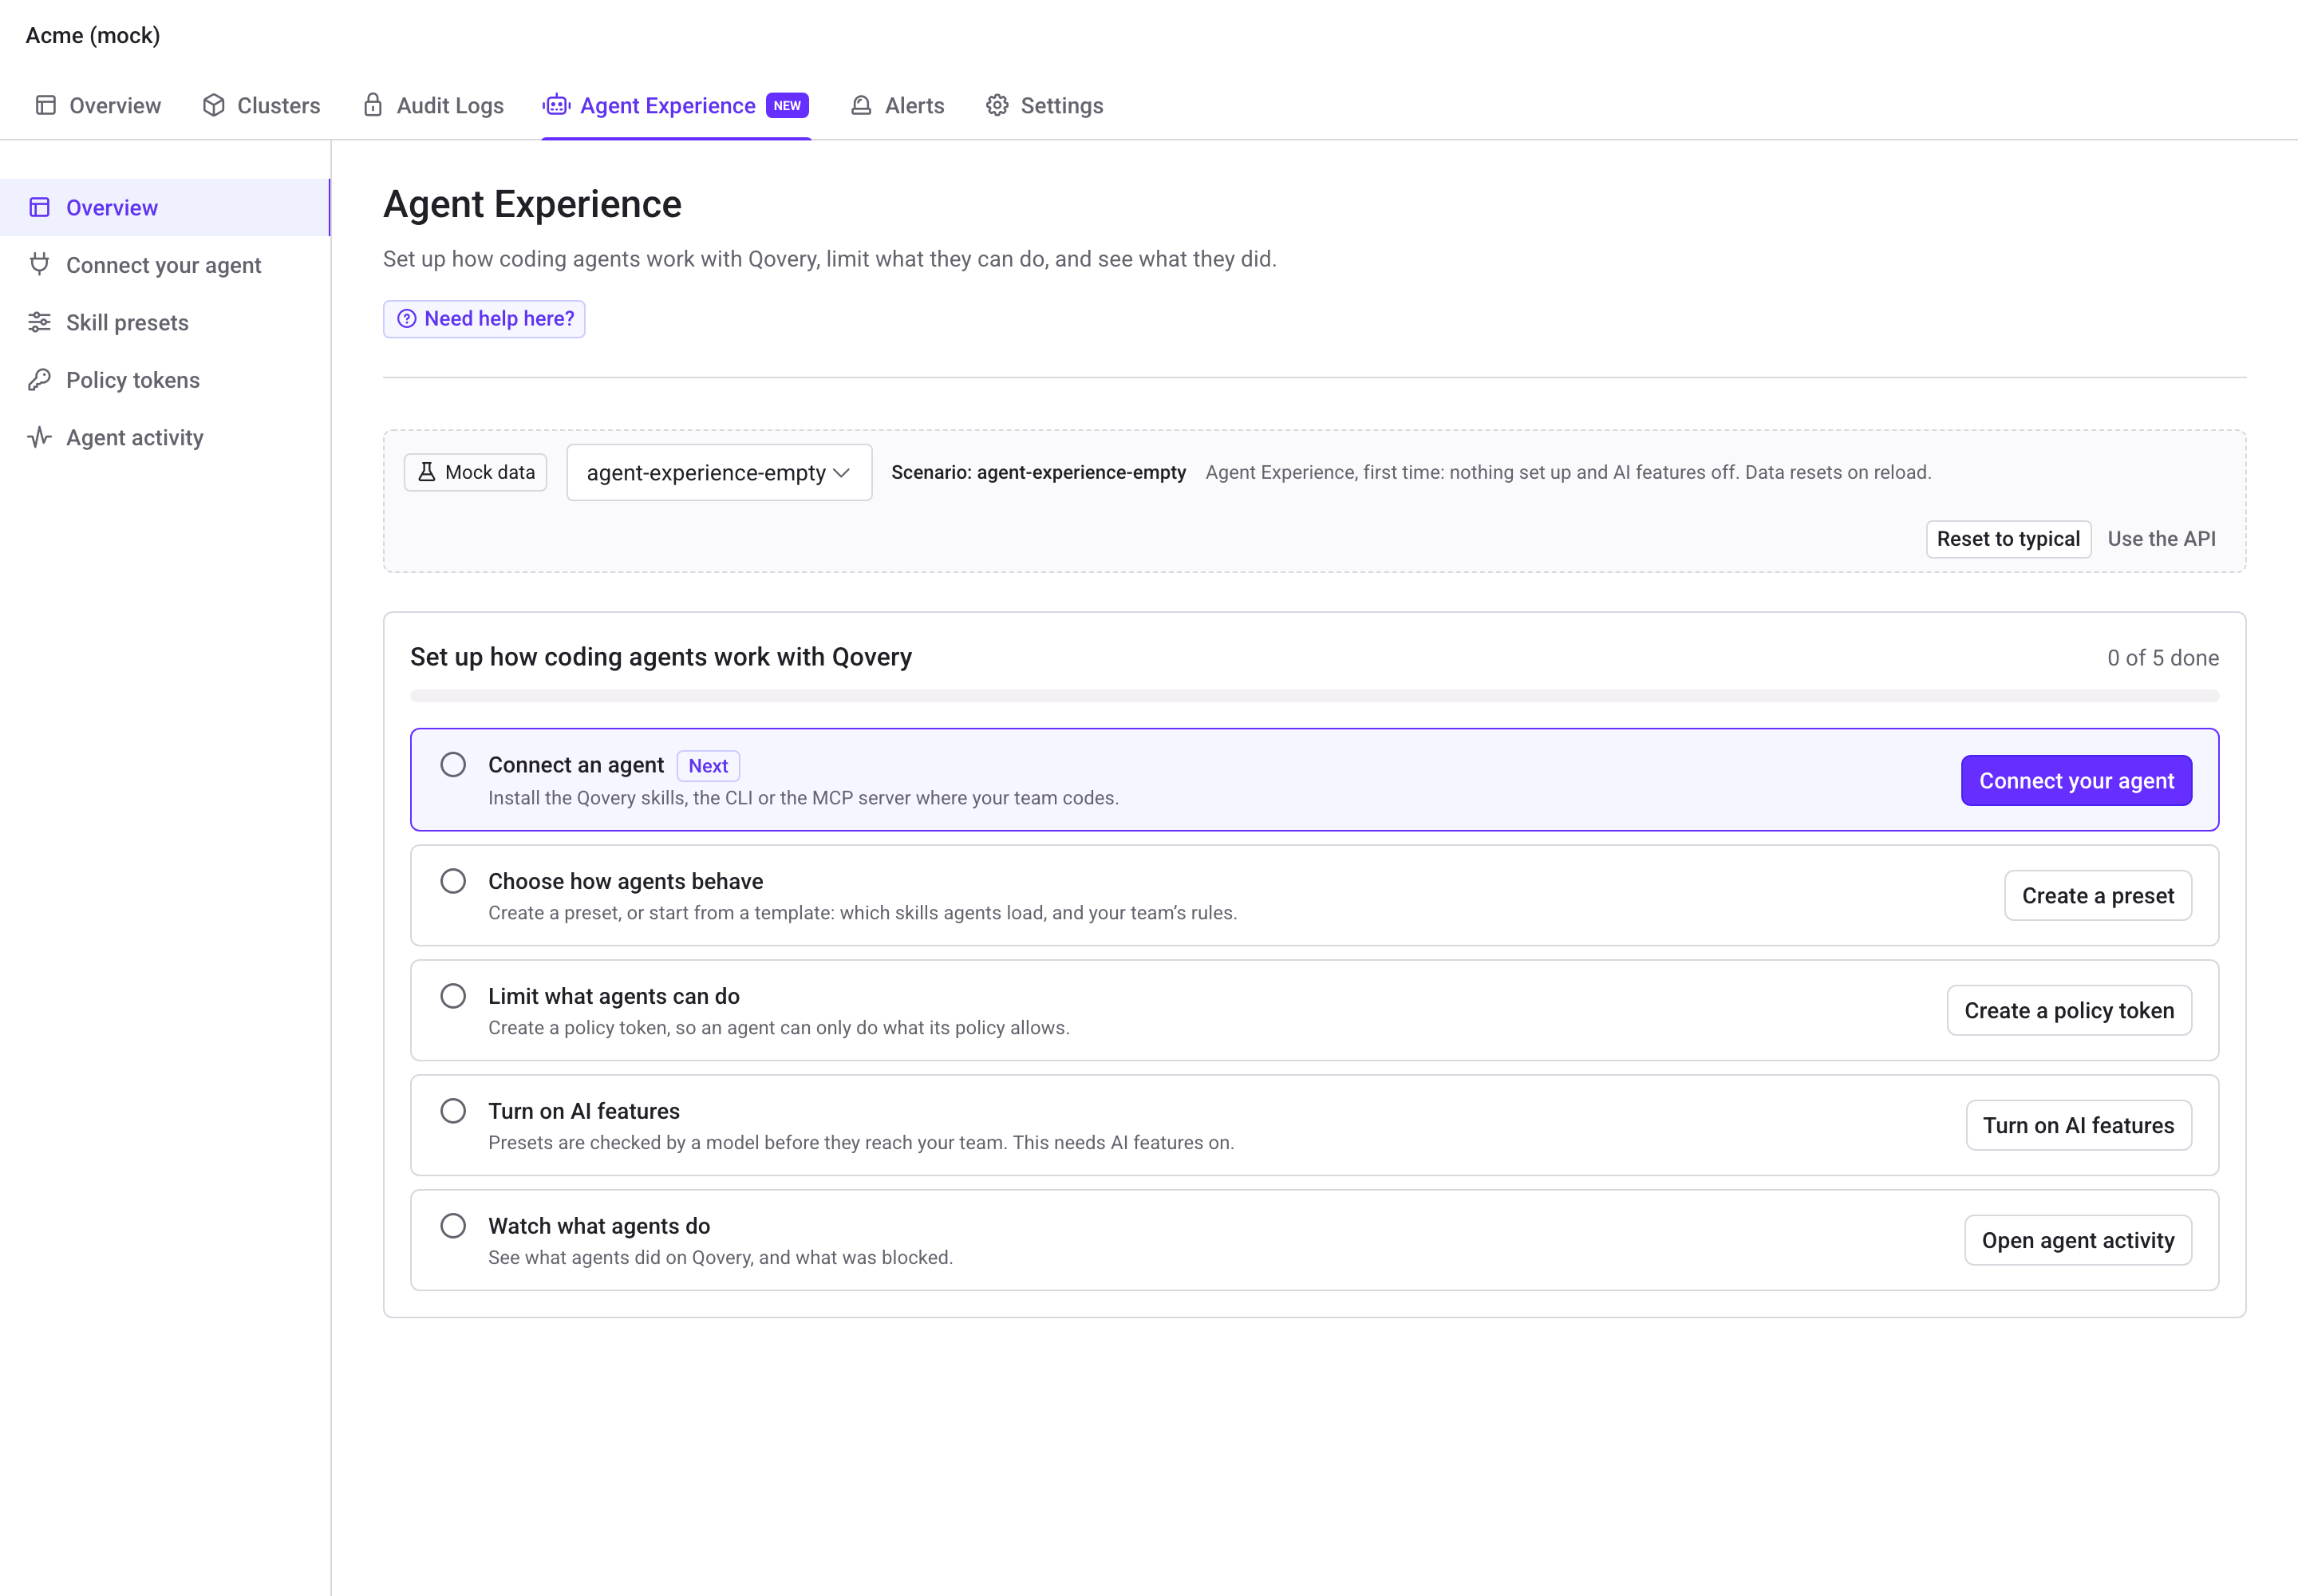 Acme (mock)
Overview
Clusters
Audit Logs
Agent Experience NEW
Alerts
Settings
Overview
Connect your agent
Skill presets
Policy tokens
Agent activity
Agent Experience
Set up how coding agents work with Qovery, limit what they can do, and see what they did.
Need help here?
Mock data
agent-experience-empty
Scenario: agent-experience-empty Agent Experience, first time: nothing set up and AI features off. Data resets on reload.
Reset to typical
Use the API
Set up how coding agents work with Qovery
0 of 5 done
Connect an agent Next
Install the Qovery skills, the CLI or the MCP server where your team codes.
Connect your agent
Choose how agents behave
Create a preset, or start from a template: which skills agents load, and your team’s rules.
Create a preset
Limit what agents can do
Create a policy token, so an agent can only do what its policy allows.
Create a policy token
Turn on AI features
Presets are checked by a model before they reach your team. This needs AI features on.
Turn on AI features
Watch what agents do
See what agents did on Qovery, and what was blocked.
Open agent activity